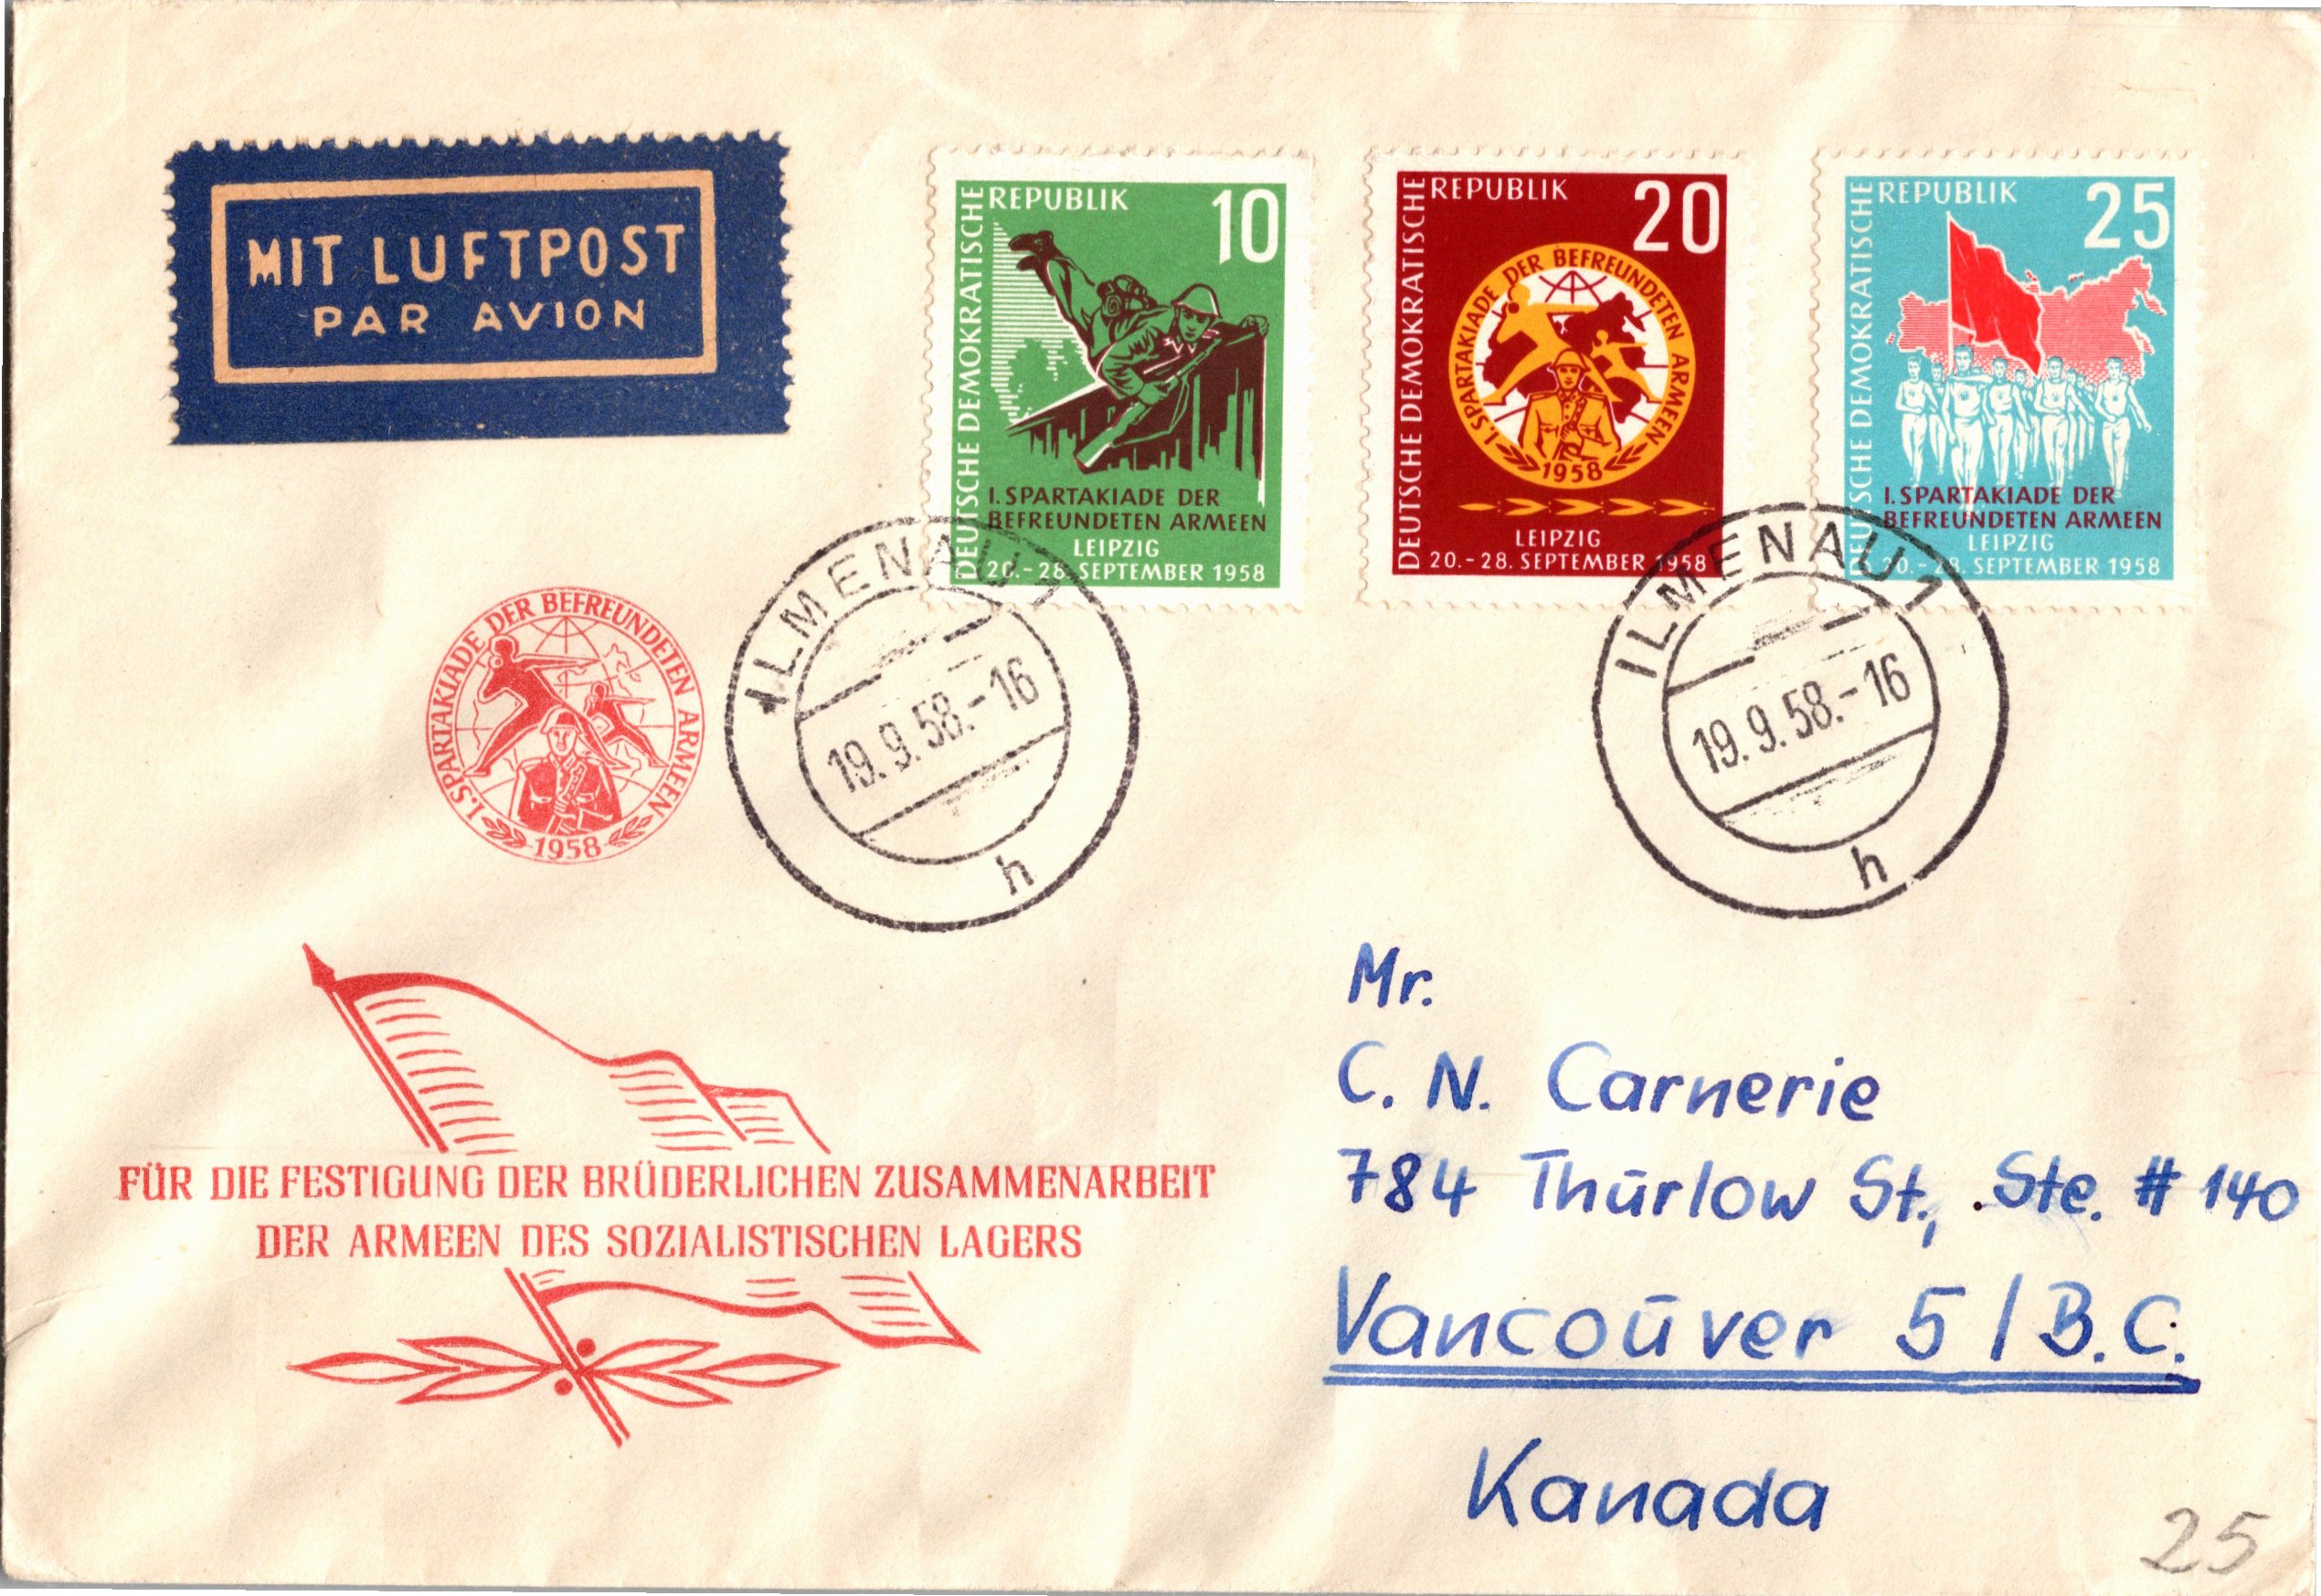 MIT LUFTPOST
PAR AVION
DEUTSCHE DEMOKRATISCHE
REPUBLIK
10
I. SPARTAKIADE DER
BEFREUNDETEN ARMEEN
LEIPZIG
20.-28. SEPTEMBER 1958
DEUTSCHE DEMOKRATISCHE
REPUBLIK
20
I. SPARTAKIADE DER BEFREUNDETEN ARMEEN
1958
LEIPZIG
20.-28. SEPTEMBER 1958
DEUTSCHE DEMOKRATISCHE
REPUBLIK
25
I. SPARTAKIADE DER
BEFREUNDETEN ARMEEN
LEIPZIG
20.-28. SEPTEMBER 1958
ILMENAU 1
19.9.58.-16
h
ILMENAU 1
19.9.58.-16
h
I. SPARTAKIADE DER BEFREUNDETEN ARMEEN
1958
FÜR DIE FESTIGUNG DER BRÜDERLICHEN ZUSAMMENARBEIT
DER ARMEEN DES SOZIALISTISCHEN LAGERS
Mr.
C. N. Carnerie
784 Thūrlow St., Ste. # 140
Vancoūver 5 / B.C.
Kanada
25